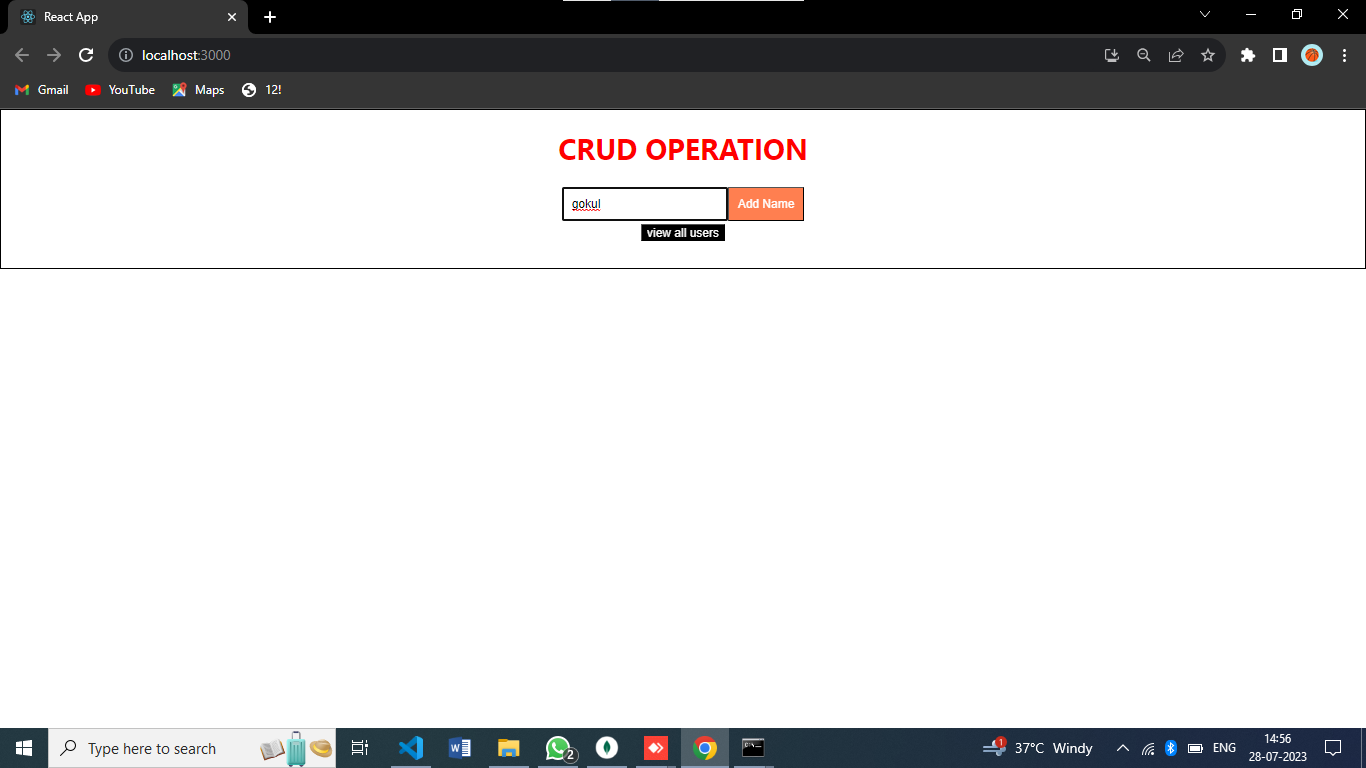 React App
localhost:3000
Gmail YouTube Maps 12!
CRUD OPERATION
gokul Add Name
view all users
Type here to search 2 1 37°C Windy ENG 14:56
28-07-2023